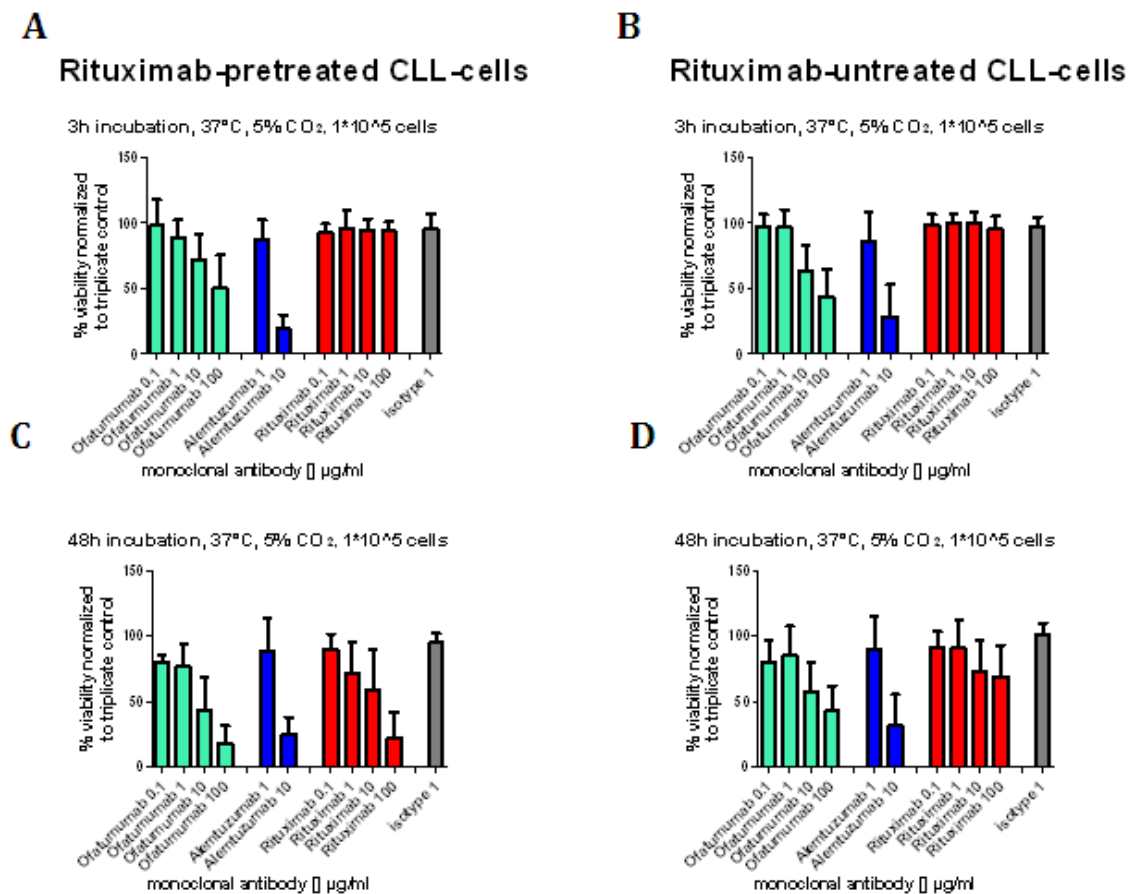 A
Rituximab-pretreated CLL-cells
3h incubation, 37°C, 5% CO₂, 1*10^5 cells
% viability normalized
to triplicate control
150
100
50
0
Ofatumumab 0.1
Ofatumumab 1
Ofatumumab 10
Ofatumumab 100
Alemtuzumab 1
Alemtuzumab 10
Rituximab 0.1
Rituximab 1
Rituximab 10
Rituximab 100
isotype 1
monoclonal antibody [] µg/ml
B
Rituximab-untreated CLL-cells
3h incubation, 37°C, 5% CO₂, 1*10^5 cells
% viability normalized
to triplicate control
150
100
50
0
Ofatumumab 0.1
Ofatumumab 1
Ofatumumab 10
Ofatumumab 100
Alemtuzumab 1
Alemtuzumab 10
Rituximab 0.1
Rituximab 1
Rituximab 10
Rituximab 100
isotype 1
monoclonal antibody [] µg/ml
C
48h incubation, 37°C, 5% CO₂, 1*10^5 cells
% viability normalized
to triplicate control
150
100
50
0
Ofatumumab 0.1
Ofatumumab 1
Ofatumumab 10
Ofatumumab 100
Alemtuzumab 1
Alemtuzumab 10
Rituximab 0.1
Rituximab 1
Rituximab 10
Rituximab 100
isotype 1
monoclonal antibody [] µg/ml
D
48h incubation, 37°C, 5% CO₂, 1*10^5 cells
% viability normalized
to triplicate control
150
100
50
0
Ofatumumab 0.1
Ofatumumab 1
Ofatumumab 10
Ofatumumab 100
Alemtuzumab 1
Alemtuzumab 10
Rituximab 0.1
Rituximab 1
Rituximab 10
Rituximab 100
isotype 1
monoclonal antibody [] µg/ml